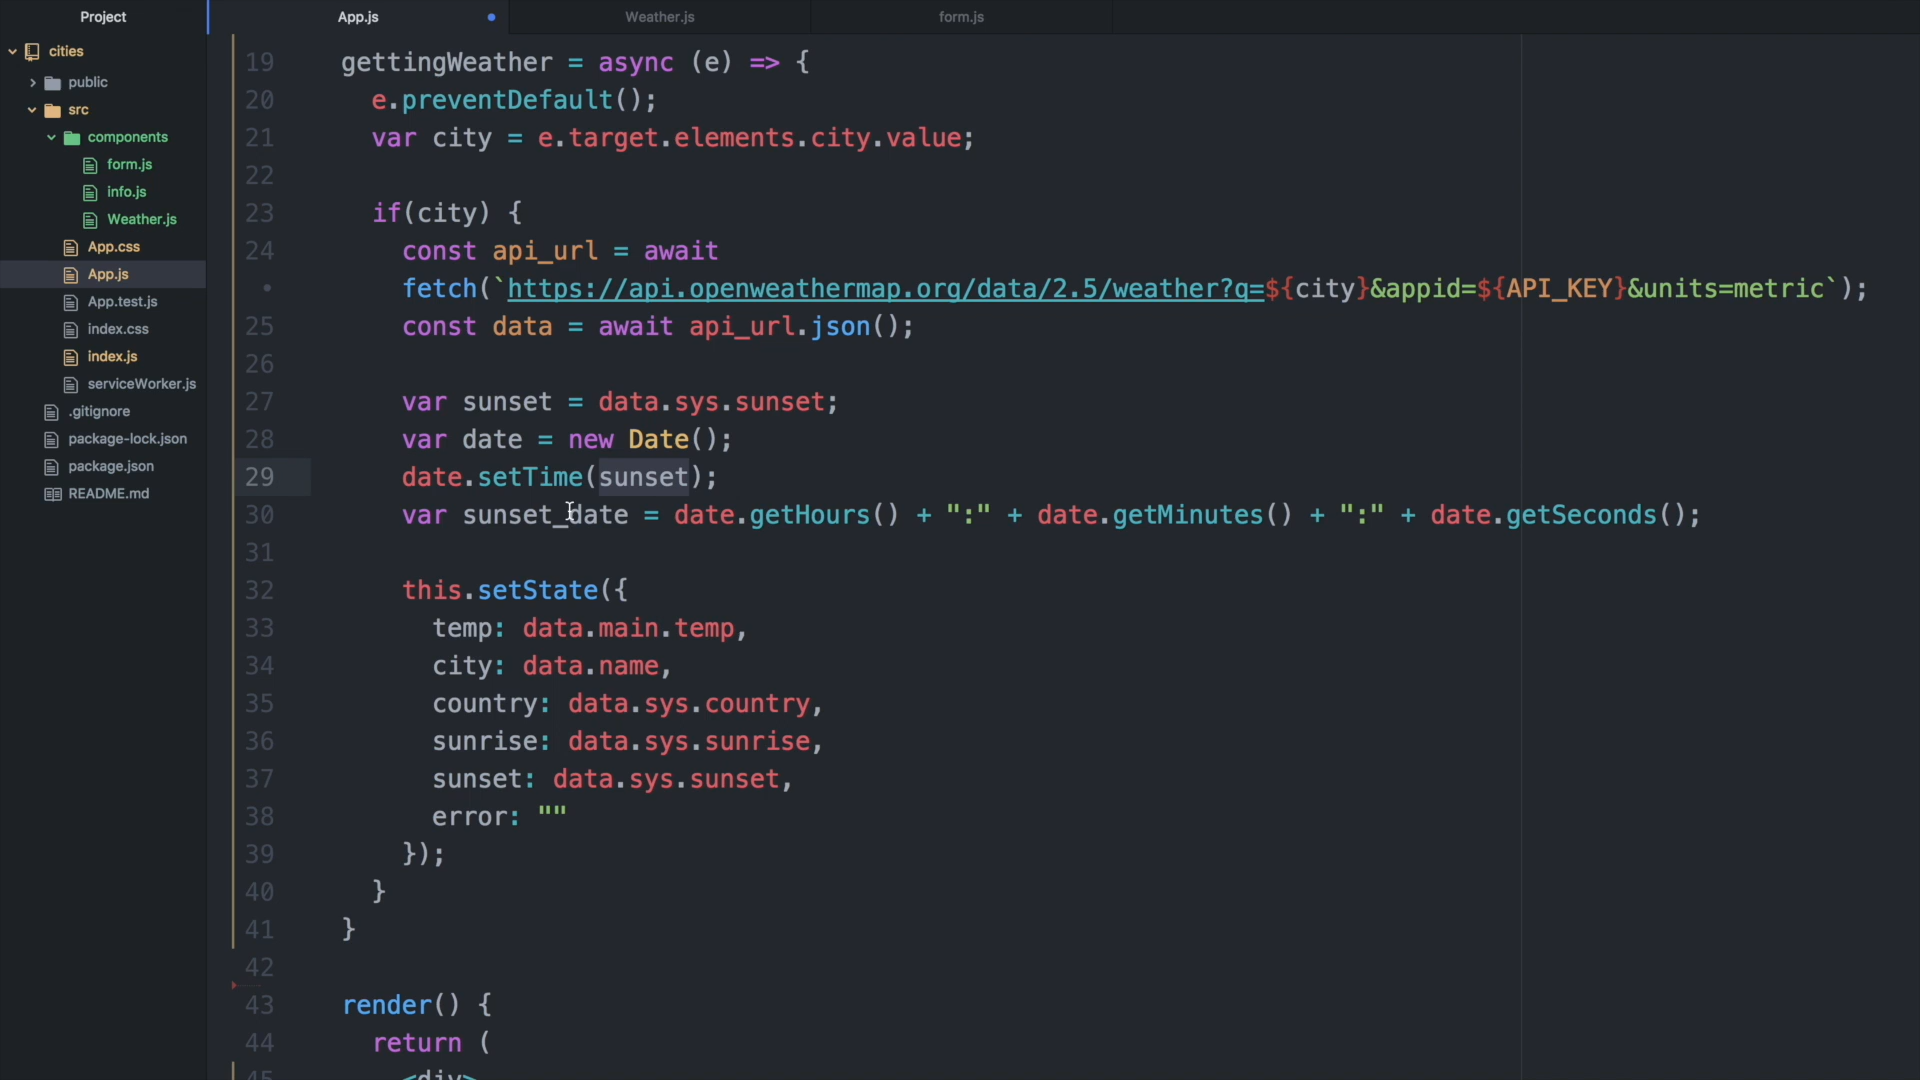 Project
App.js
Weather.js
form.js
cities
public
src
components
form.js
info.js
Weather.js
App.css
App.js
App.test.js
index.css
index.js
serviceWorker.js
.gitignore
package-lock.json
package.json
README.md
19 gettingWeather = async (e) => {
20 e.preventDefault();
21 var city = e.target.elements.city.value;
22
23 if(city) {
24 const api_url = await
• fetch(`https://api.openweathermap.org/data/2.5/weather?q=${city}&appid=${API_KEY}&units=metric`);
25 const data = await api_url.json();
26
27 var sunset = data.sys.sunset;
28 var date = new Date();
29 date.setTime(sunset);
30 var sunset_date = date.getHours() + ":" + date.getMinutes() + ":" + date.getSeconds();
31
32 this.setState({
33 temp: data.main.temp,
34 city: data.name,
35 country: data.sys.country,
36 sunrise: data.sys.sunrise,
37 sunset: data.sys.sunset,
38 error: ""
39 });
40 }
41 }
42
43 render() {
44 return (
45 <div>